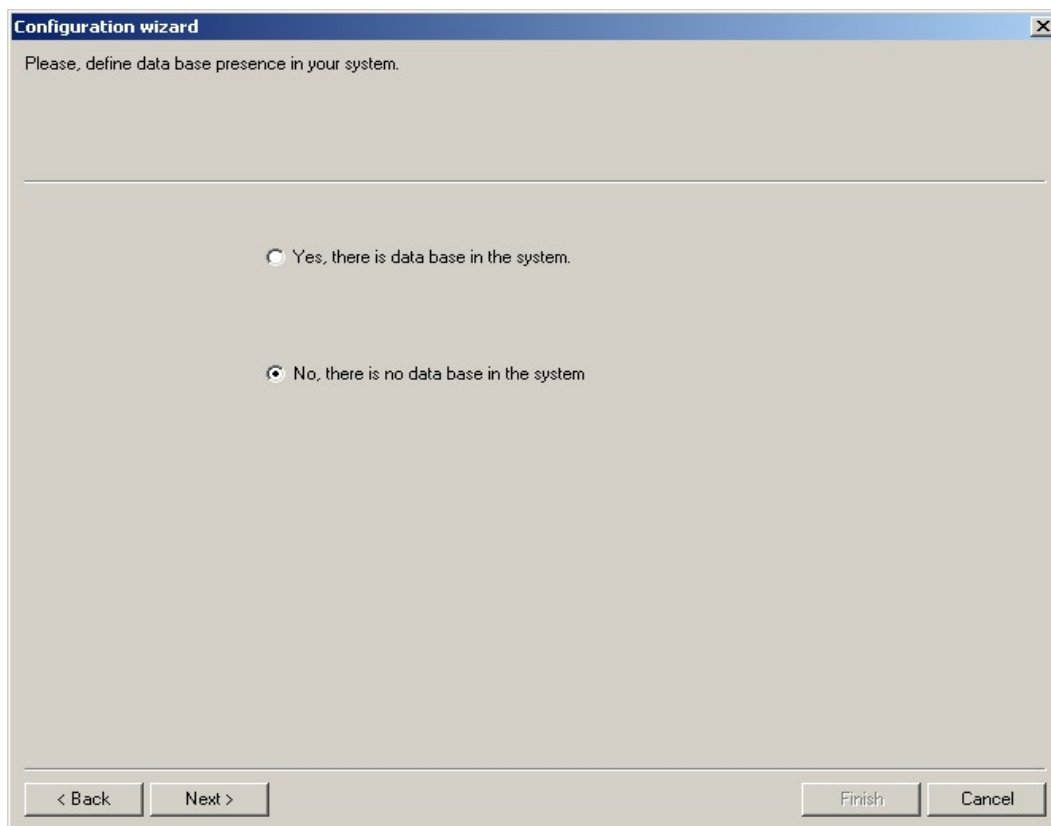 Configuration wizard
Please, define data base presence in your system.
Yes, there is data base in the system.
No, there is no data base in the system
< Back Next > Finish Cancel